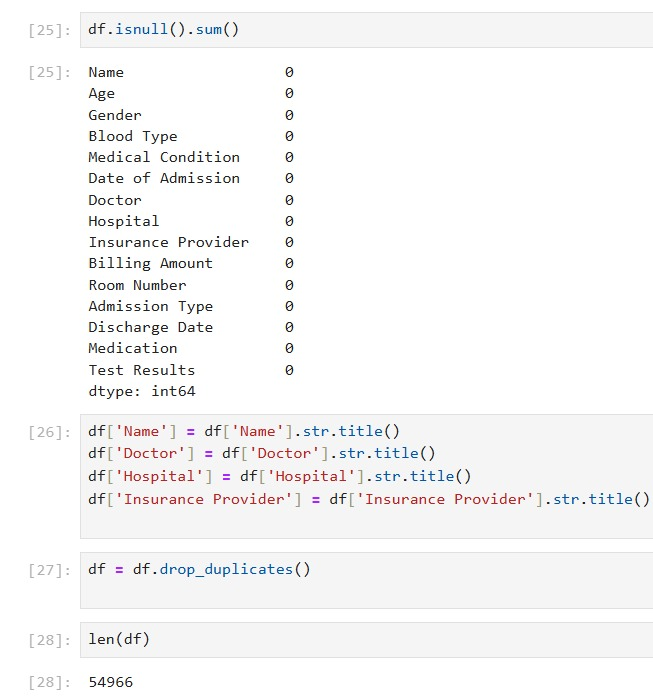 [25]: df.isnull().sum()
[25]: Name 0
Age 0
Gender 0
Blood Type 0
Medical Condition 0
Date of Admission 0
Doctor 0
Hospital 0
Insurance Provider 0
Billing Amount 0
Room Number 0
Admission Type 0
Discharge Date 0
Medication 0
Test Results 0
dtype: int64
[26]: df['Name'] = df['Name'].str.title()
df['Doctor'] = df['Doctor'].str.title()
df['Hospital'] = df['Hospital'].str.title()
df['Insurance Provider'] = df['Insurance Provider'].str.title()
[27]: df = df.drop_duplicates()
[28]: len(df)
[28]: 54966